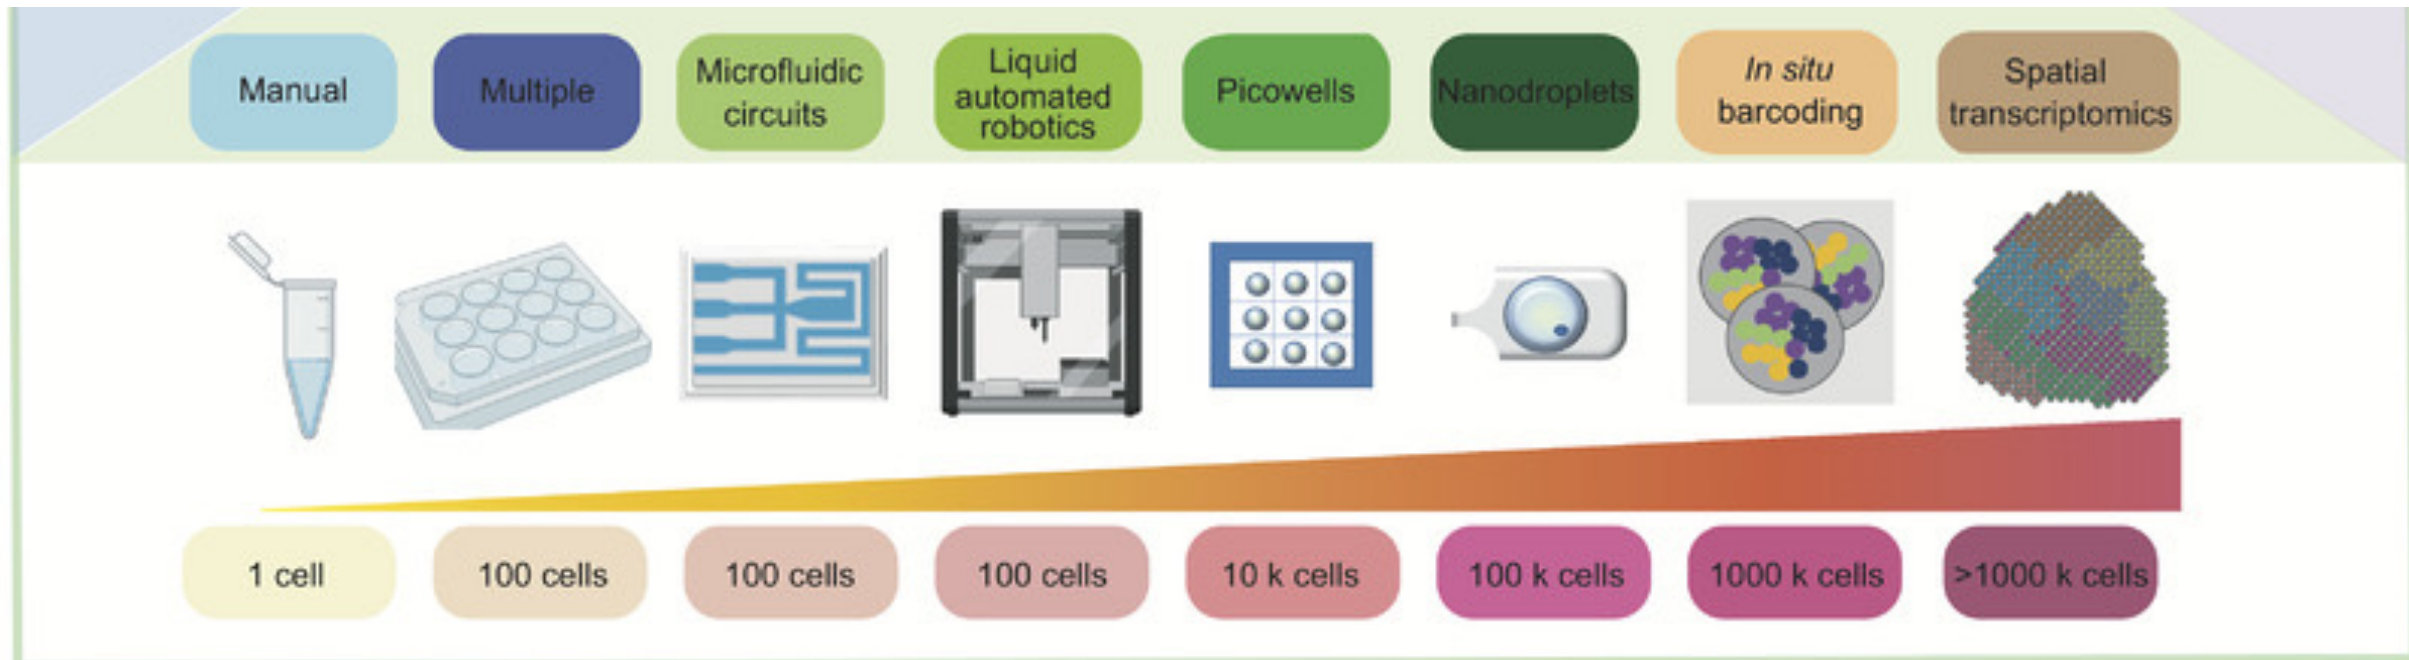 Manual
Multiple
Microfluidic
circuits
Liquid
automated
robotics
Picowells
Nanodroplets
In situ
barcoding
Spatial
transcriptomics
1 cell
100 cells
100 cells
100 cells
10 k cells
100 k cells
1000 k cells
>1000 k cells